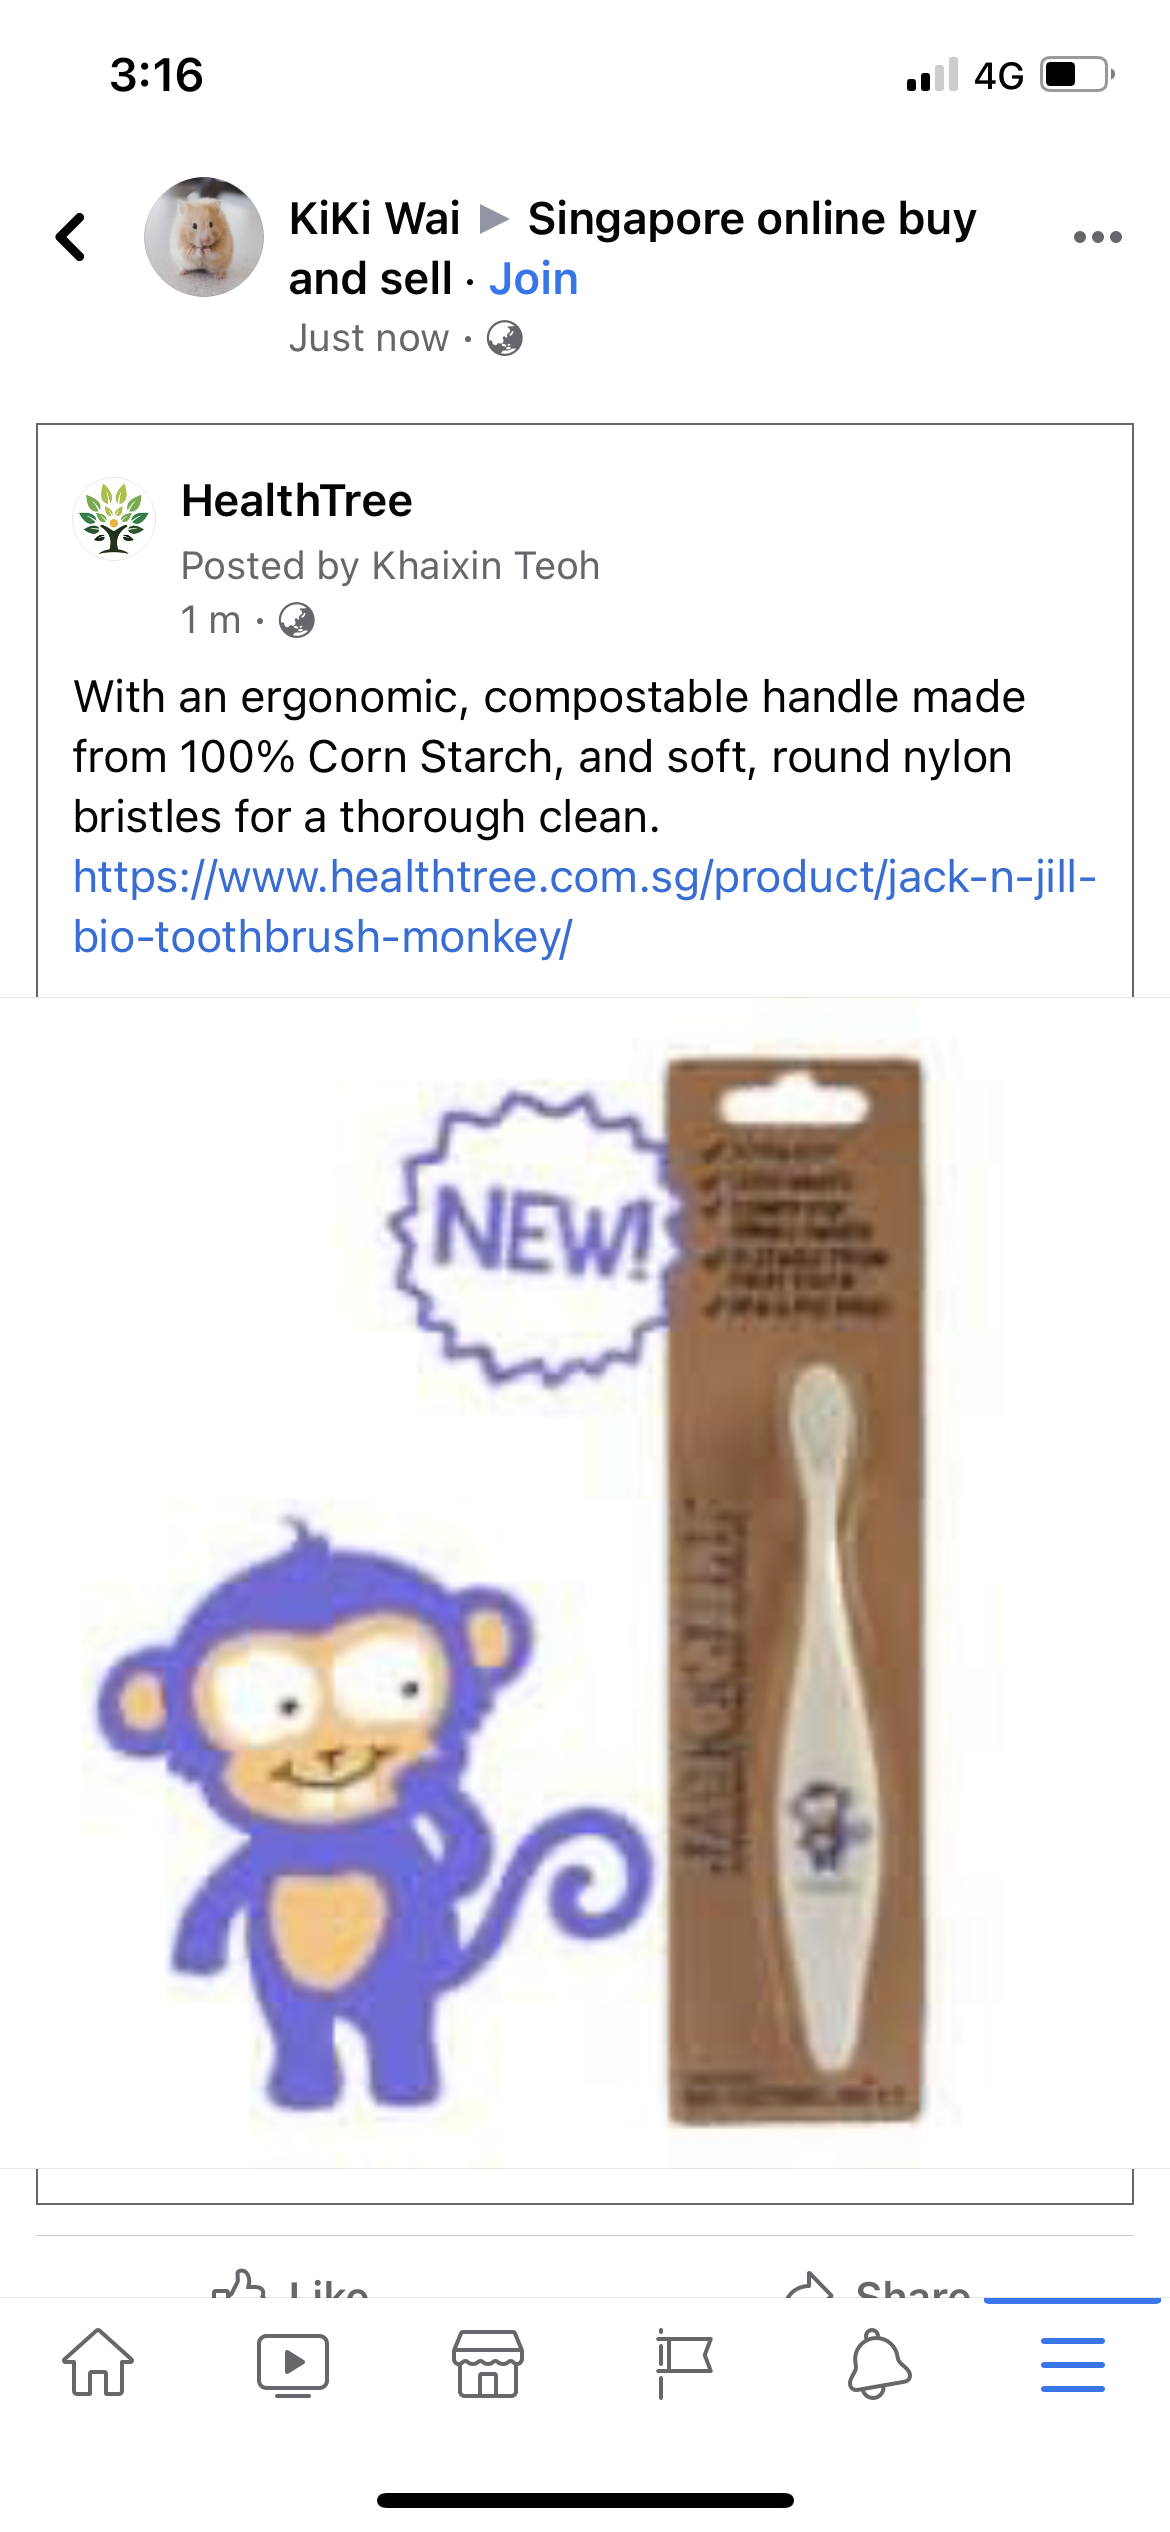 3:16
4G
KiKi Wai ▶ Singapore online buy
and sell · Join
Just now ·
HealthTree
Posted by Khaixin Teoh
1 m ·
With an ergonomic, compostable handle made
from 100% Corn Starch, and soft, round nylon
bristles for a thorough clean.
https://www.healthtree.com.sg/product/jack-n-jill-
bio-toothbrush-monkey/
NEW!
Like
Share